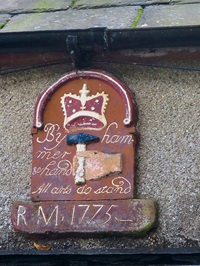 By ham
mer
& hand
All arts do stand
R M 1775